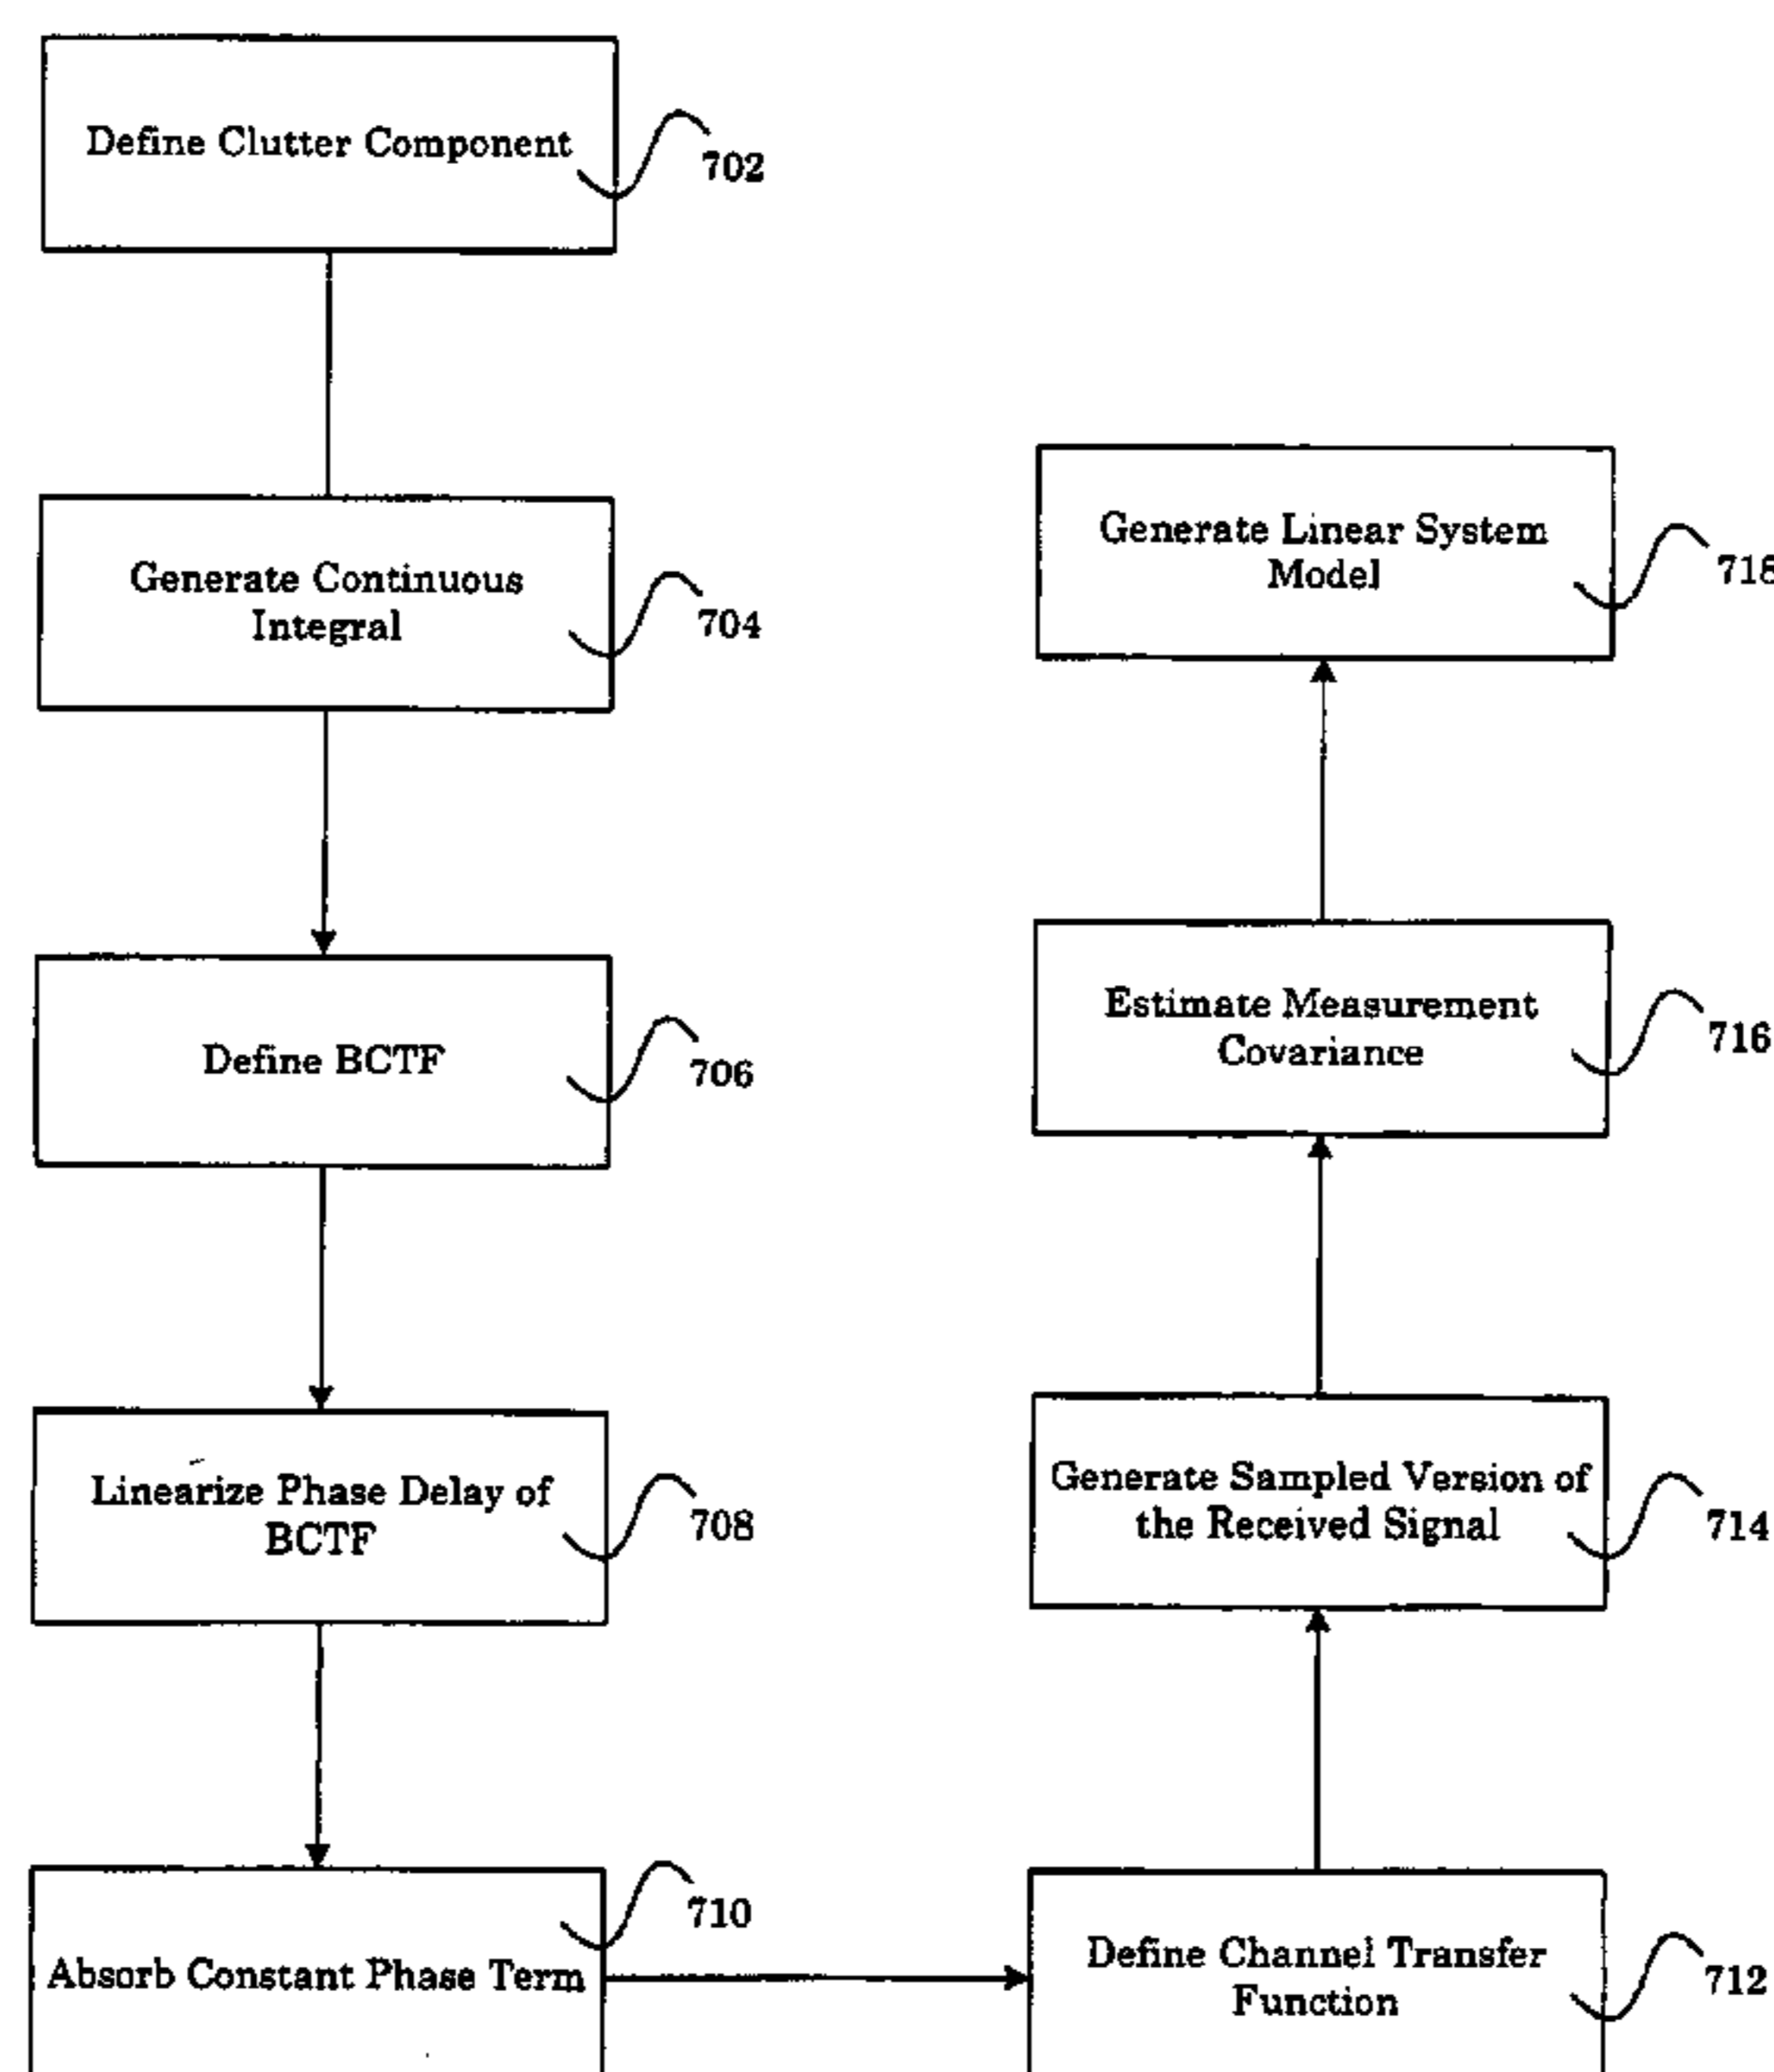 Define Clutter Component
702
Generate Continuous
Integral
704
Define BCTF
706
Linearize Phase Delay of
BCTF
708
Absorb Constant Phase Term
710
Define Channel Transfer
Function
712
Generate Sampled Version of
the Received Signal
714
Estimate Measurement
Covariance
716
Generate Linear System
Model
718